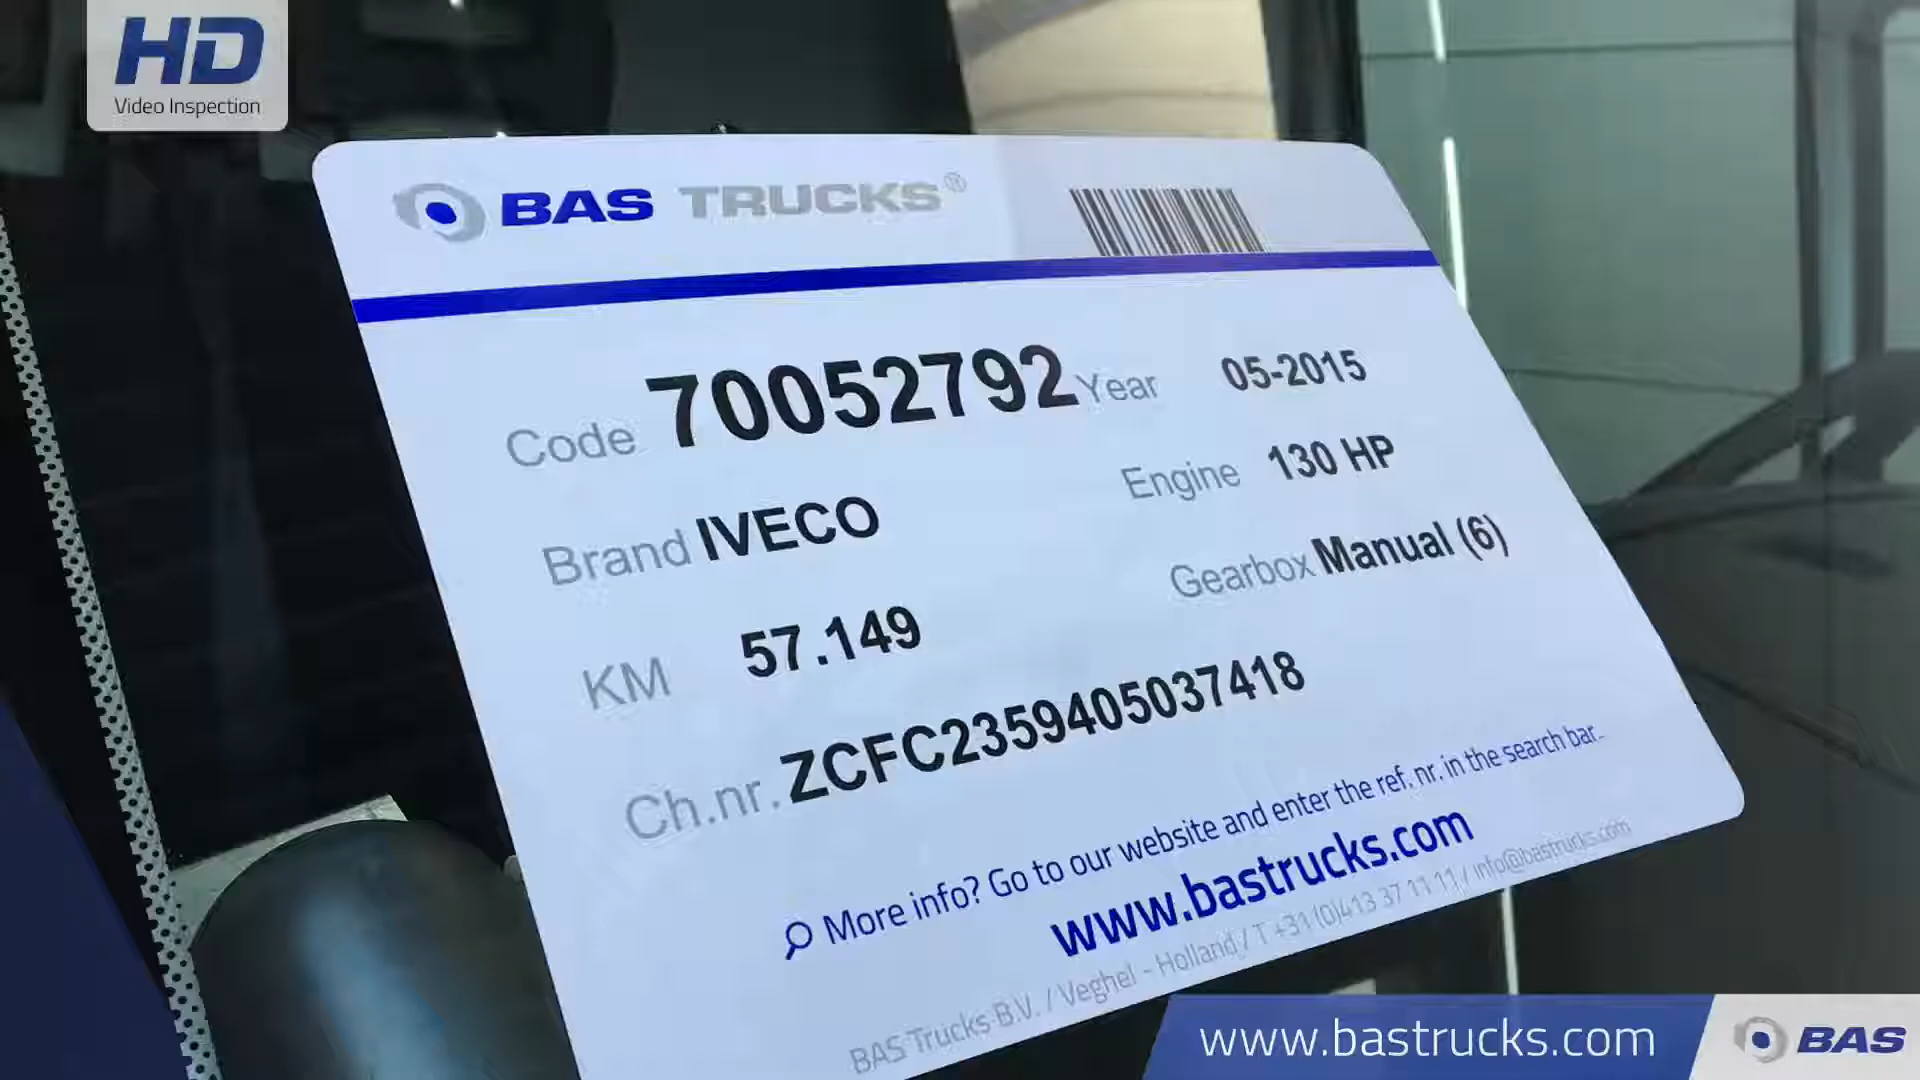 HD
Video Inspection
BAS TRUCKS®
Code 70052792 Year 05-2015
Brand IVECO Engine 130 HP
KM 57.149 Gearbox Manual (6)
Ch.nr. ZCFC2359405037418
More info? Go to our website and enter the ref. nr. in the search bar.
www.bastrucks.com
BAS Trucks B.V. / Veghel - Holland / T +31 (0)413 37 11 11 / info@bastrucks.com
www.bastrucks.com
BAS